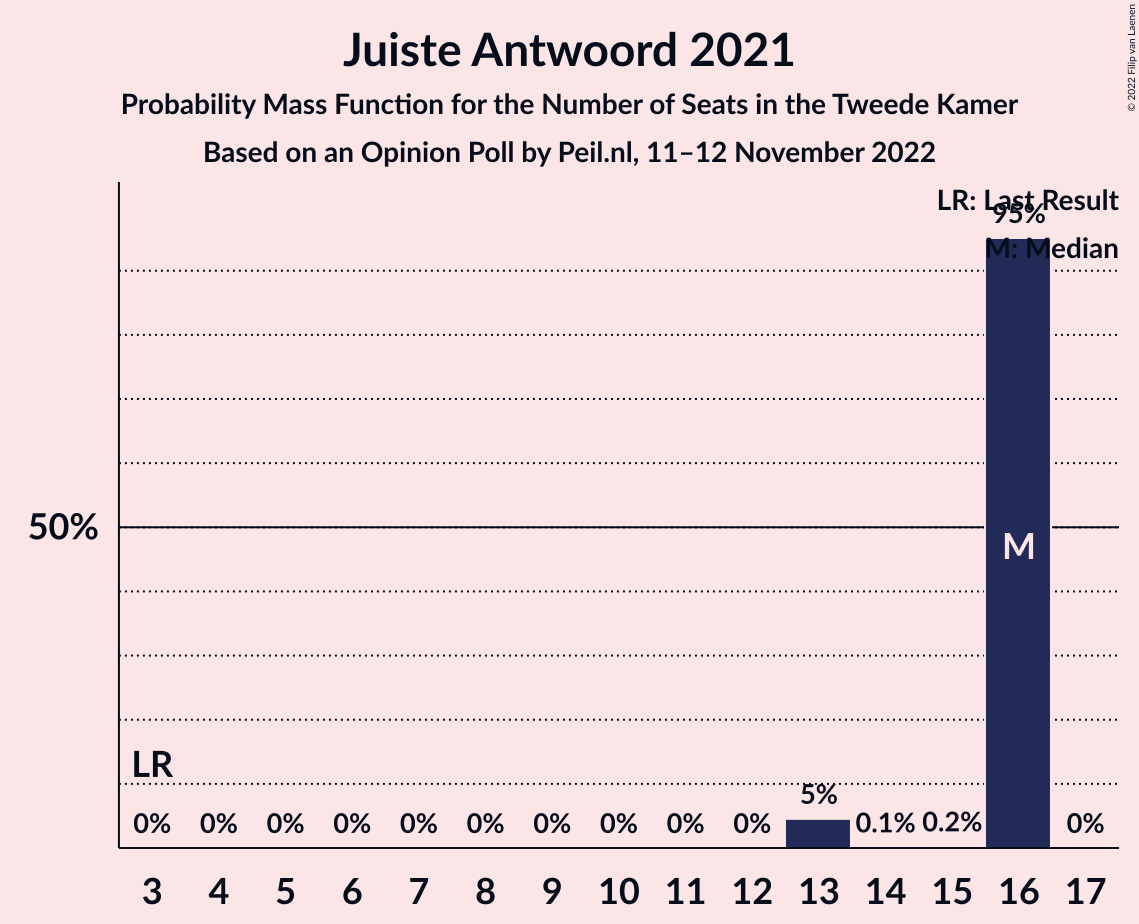 Juiste Antwoord 2021
Probability Mass Function for the Number of Seats in the Tweede Kamer
Based on an Opinion Poll by Peil.nl, 11–12 November 2022
© 2022 Filip van Laenen
LR: Last Result
M: Median
95%
50%
M
LR
0% 0% 0% 0% 0% 0% 0% 0% 0% 0% 5% 0.1% 0.2% 0%
3 4 5 6 7 8 9 10 11 12 13 14 15 16 17